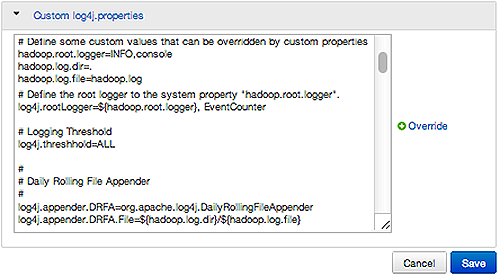 Custom log4j.properties
# Define some custom values that can be overridden by custom properties
hadoop.root.logger=INFO,console
hadoop.log.dir=.
hadoop.log.file=hadoop.log
# Define the root logger to the system property "hadoop.root.logger".
log4j.rootLogger=${hadoop.root.logger}, EventCounter
# Logging Threshold
log4j.threshhold=ALL
#
# Daily Rolling File Appender
#
log4j.appender.DRFA=org.apache.log4j.DailyRollingFileAppender
log4j.appender.DRFA.File=${hadoop.log.dir}/${hadoop.log.file}
Override
Cancel
Save